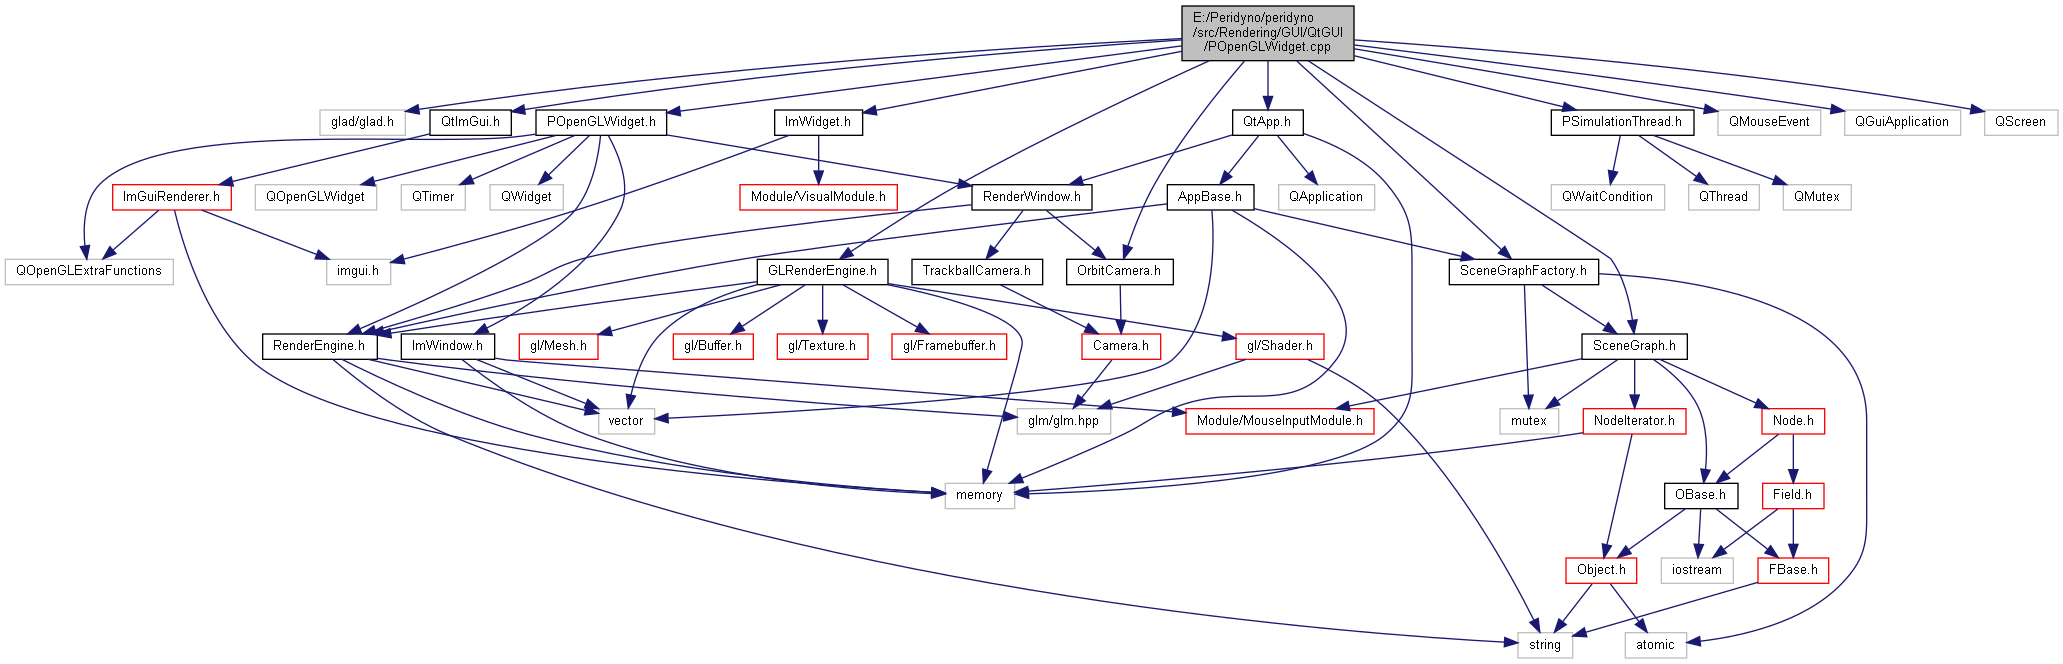 E:/Peridyno/peridyno
/src/Rendering/GUI/QtGUI
/POpenGLWidget.cpp
glad/glad.h
QtImGui.h
POpenGLWidget.h
ImWidget.h
QtApp.h
PSimulationThread.h
QMouseEvent
QGuiApplication
QScreen
ImGuiRenderer.h
QOpenGLWidget
QTimer
QWidget
Module/VisualModule.h
RenderWindow.h
AppBase.h
QApplication
QWaitCondition
QThread
QMutex
QOpenGLExtraFunctions
imgui.h
GLRenderEngine.h
TrackballCamera.h
OrbitCamera.h
SceneGraphFactory.h
RenderEngine.h
ImWindow.h
gl/Mesh.h
gl/Buffer.h
gl/Texture.h
gl/Framebuffer.h
Camera.h
gl/Shader.h
SceneGraph.h
vector
glm/glm.hpp
Module/MouseInputModule.h
mutex
NodeIterator.h
Node.h
memory
OBase.h
Field.h
Object.h
iostream
FBase.h
string
atomic